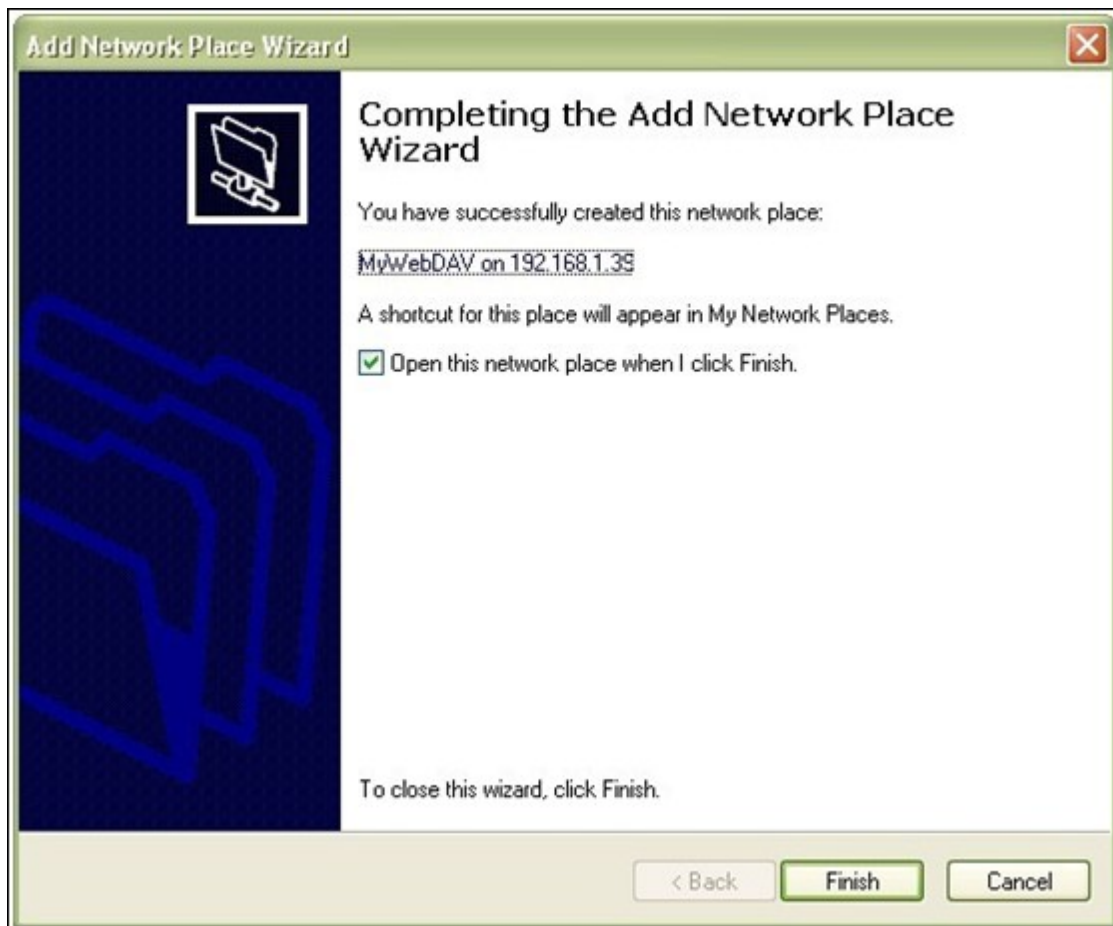 Add Network Place Wizard
Completing the Add Network Place
Wizard
You have successfully created this network place:
MyWebDAV on 192.168.1.39
A shortcut for this place will appear in My Network Places.
Open this network place when I click Finish.
To close this wizard, click Finish.
< Back
Finish
Cancel